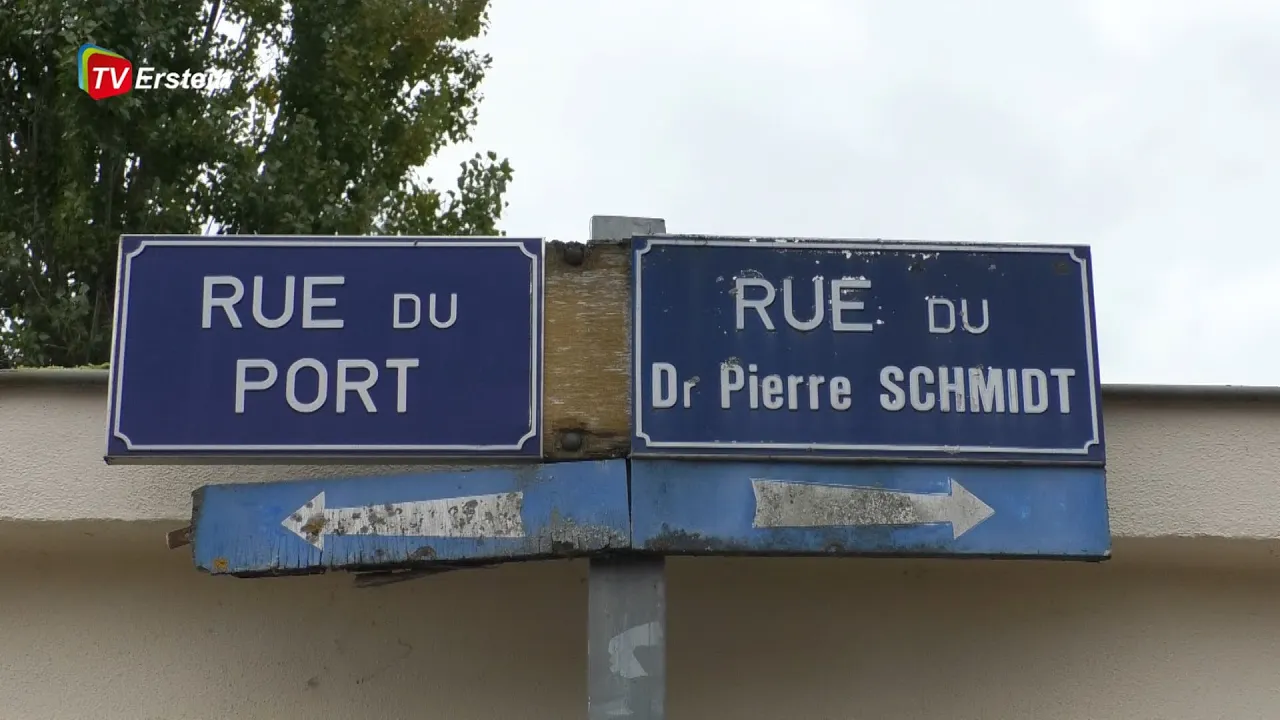 TV Erstein
RUE DU
PORT
RUE DU
Dr Pierre SCHMIDT